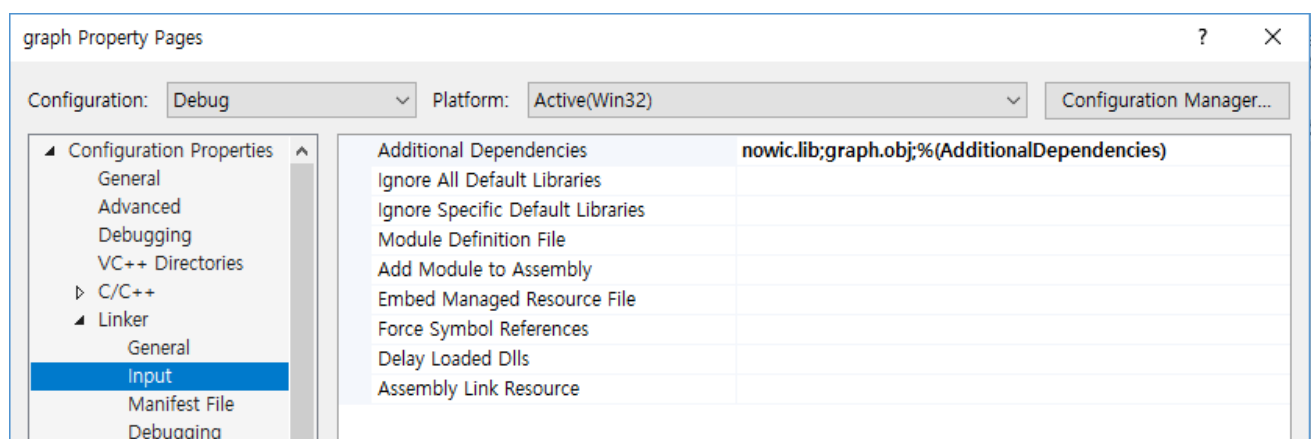 graph Property Pages ? ×
Configuration: Debug Platform: Active(Win32) Configuration Manager...
Configuration Properties
General
Advanced
Debugging
VC++ Directories
C/C++
Linker
General
Input
Manifest File
Debugging
Additional Dependencies nowic.lib;graph.obj;%(AdditionalDependencies)
Ignore All Default Libraries
Ignore Specific Default Libraries
Module Definition File
Add Module to Assembly
Embed Managed Resource File
Force Symbol References
Delay Loaded Dlls
Assembly Link Resource